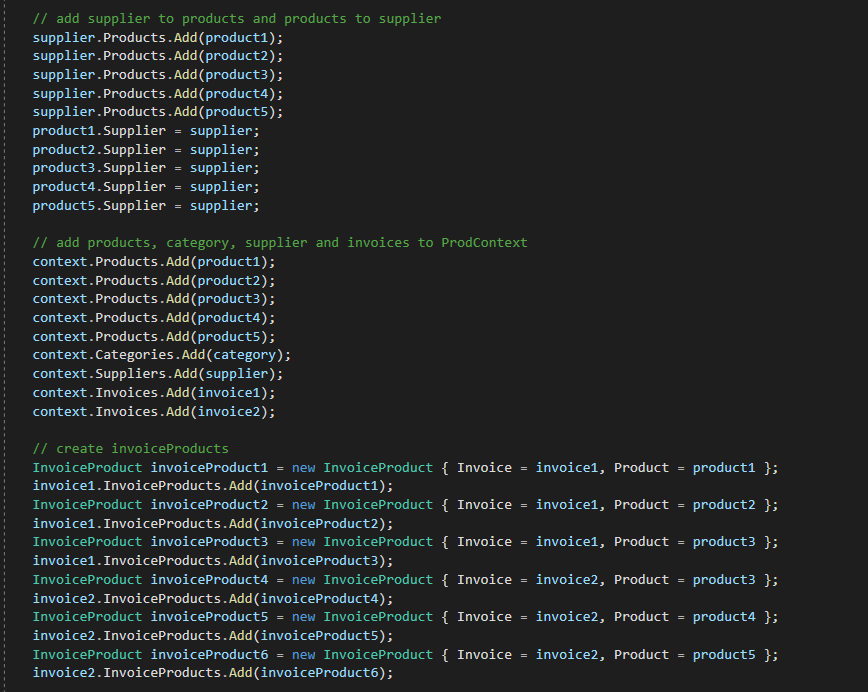 // add supplier to products and products to supplier
supplier.Products.Add(product1);
supplier.Products.Add(product2);
supplier.Products.Add(product3);
supplier.Products.Add(product4);
supplier.Products.Add(product5);
product1.Supplier = supplier;
product2.Supplier = supplier;
product3.Supplier = supplier;
product4.Supplier = supplier;
product5.Supplier = supplier;
// add products, category, supplier and invoices to ProdContext
context.Products.Add(product1);
context.Products.Add(product2);
context.Products.Add(product3);
context.Products.Add(product4);
context.Products.Add(product5);
context.Categories.Add(category);
context.Suppliers.Add(supplier);
context.Invoices.Add(invoice1);
context.Invoices.Add(invoice2);
// create invoiceProducts
InvoiceProduct invoiceProduct1 = new InvoiceProduct { Invoice = invoice1, Product = product1 };
invoice1.InvoiceProducts.Add(invoiceProduct1);
InvoiceProduct invoiceProduct2 = new InvoiceProduct { Invoice = invoice1, Product = product2 };
invoice1.InvoiceProducts.Add(invoiceProduct2);
InvoiceProduct invoiceProduct3 = new InvoiceProduct { Invoice = invoice1, Product = product3 };
invoice1.InvoiceProducts.Add(invoiceProduct3);
InvoiceProduct invoiceProduct4 = new InvoiceProduct { Invoice = invoice2, Product = product3 };
invoice2.InvoiceProducts.Add(invoiceProduct4);
InvoiceProduct invoiceProduct5 = new InvoiceProduct { Invoice = invoice2, Product = product4 };
invoice2.InvoiceProducts.Add(invoiceProduct5);
InvoiceProduct invoiceProduct6 = new InvoiceProduct { Invoice = invoice2, Product = product5 };
invoice2.InvoiceProducts.Add(invoiceProduct6);